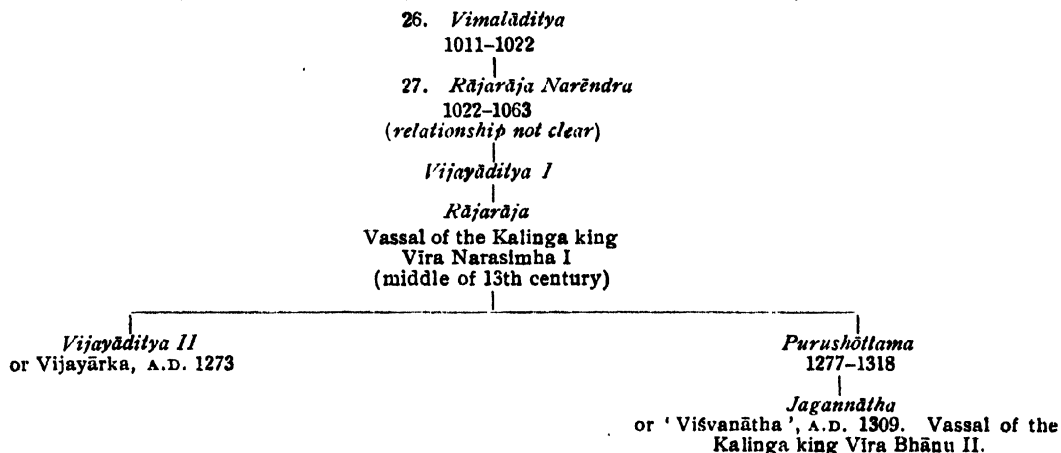 26. Vimalāditya
1011–1022
27. Rājarāja Narēndra
1022–1063
(relationship not clear)
Vijayāditya I
Rājarāja
Vassal of the Kalinga king
Vīra Narasimha I
(middle of 13th century)
Vijayāditya II
or Vijayārka, A.D. 1273
Purushōttama
1277–1318
Jagannātha
or ‘Viśvanātha’, A.D. 1309. Vassal of the
Kalinga king Vīra Bhānu II.